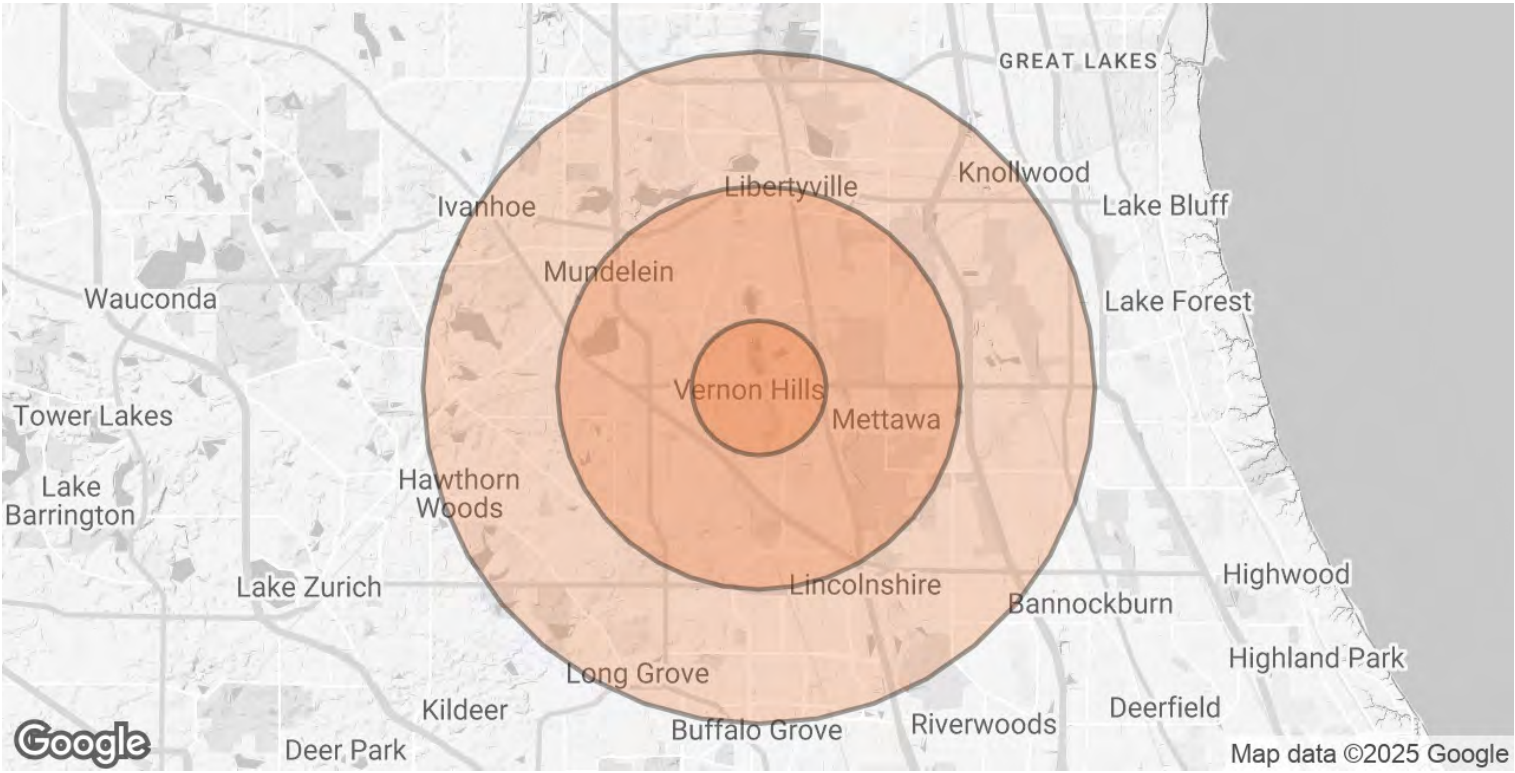 GREAT LAKES
Knollwood
Libertyville
Ivanhoe
Lake Bluff
Mundelein
Wauconda
Lake Forest
Vernon Hills
Tower Lakes
Mettawa
Hawthorn
Woods
Lake
Barrington
Highwood
Lake Zurich
Lincolnshire
Bannockburn
Highland Park
Long Grove
Kildeer
Deerfield
Riverwoods
Buffalo Grove
Google
Deer Park
Map data ©2025 Google